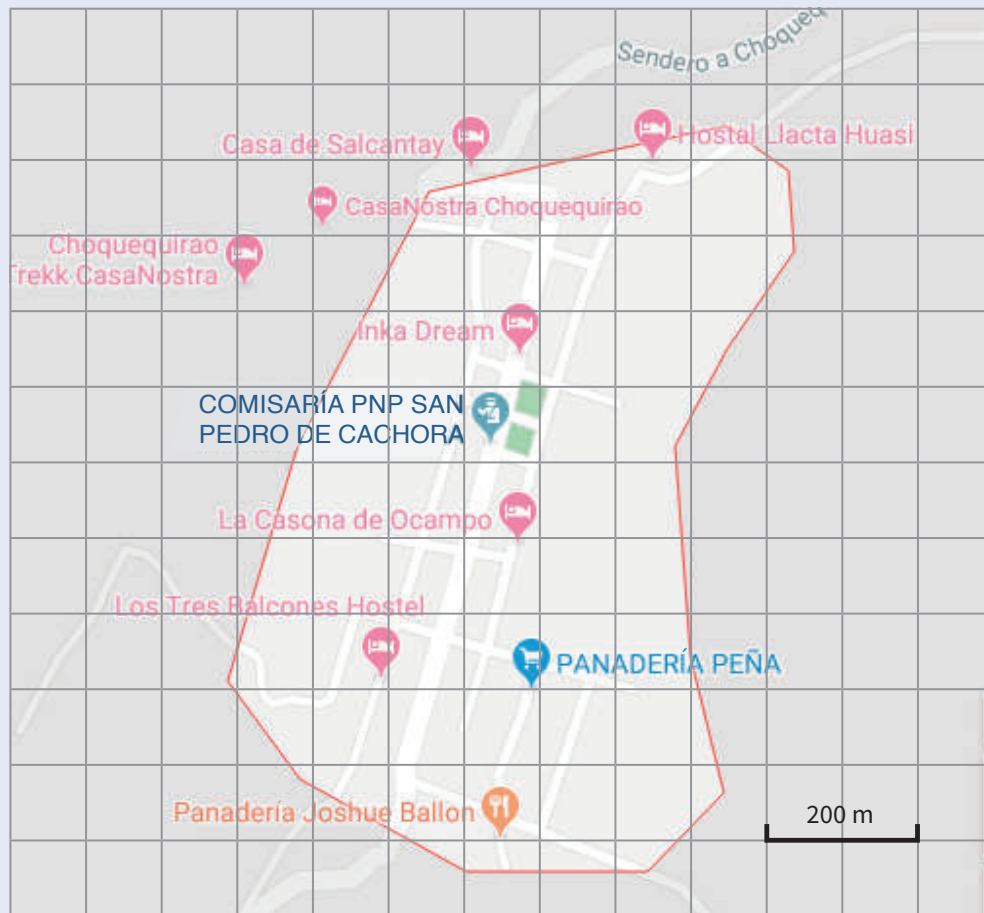 Sendero a Choqueq
Casa de Salcantay
Hostal Llacta Huasi
CasaNostra Choquequirao
Choquequirao
Trekk CasaNostra
Inka Dream
COMISARÍA PNP SAN
PEDRO DE CACHORA
La Casona de Ocampo
Los Tres Balcones Hostel
PANADERÍA PEÑA
Panadería Joshue Ballon
200 m